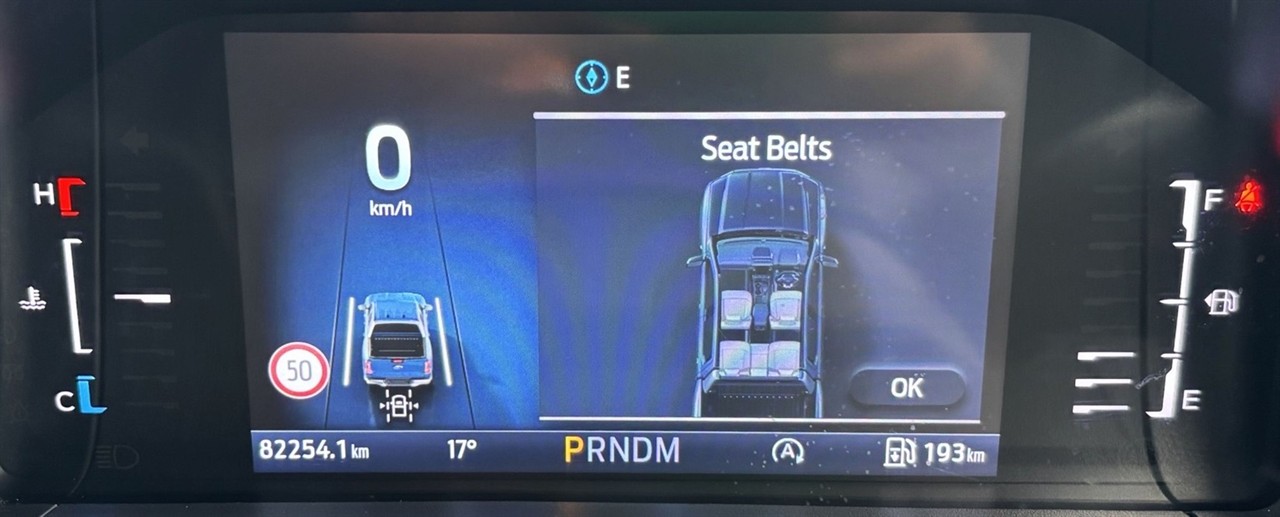 E
0
km/h
Seat Belts
H
F
50
C
OK
E
82254.1 km
17°
PRNDM
A
193 km